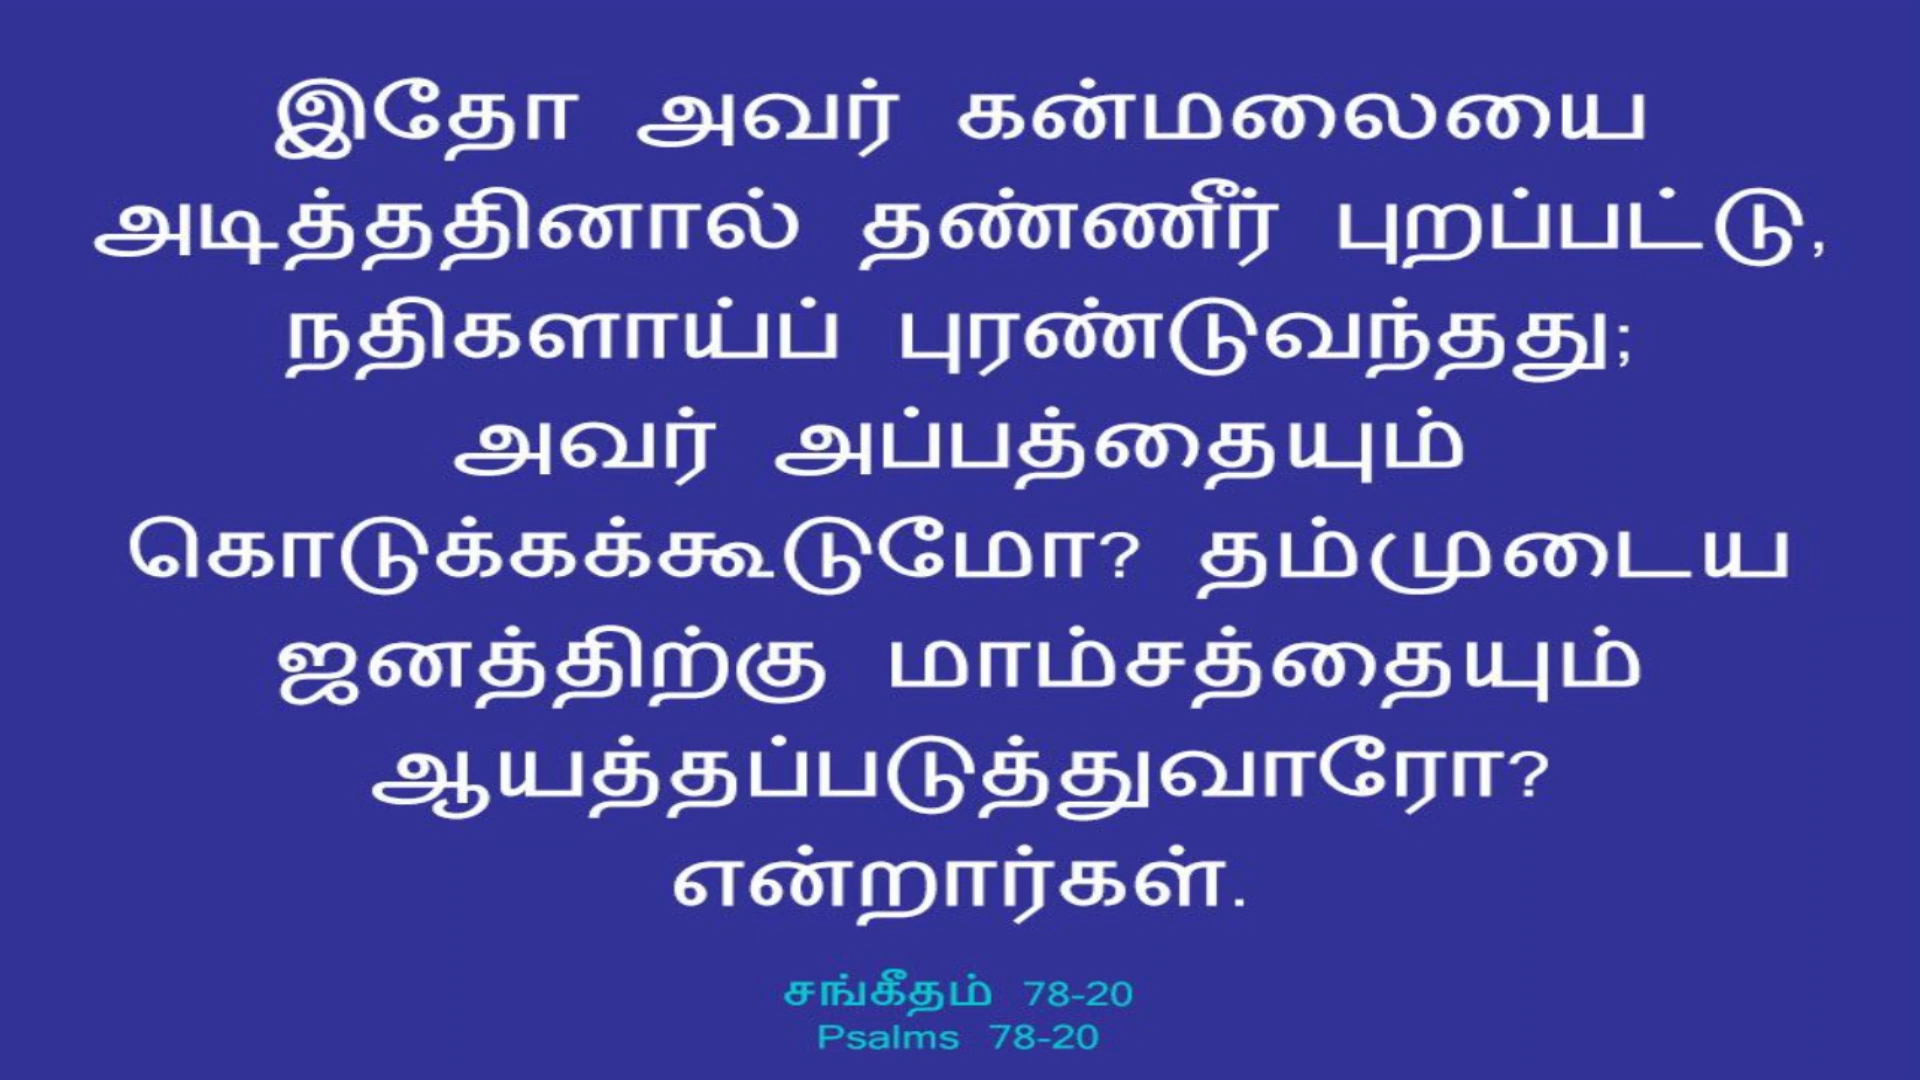 இதோ அவர் கன்மலையை
அடித்ததினால் தண்ணீர் புறப்பட்டு,
நதிகளாய்ப் புரண்டுவந்தது;
அவர் அப்பத்தையும்
கொடுக்கக்கூடுமோ? தம்முடைய
ஜனத்திற்கு மாம்சத்தையும்
ஆயத்தப்படுத்துவாரோ?
என்றார்கள்.
சங்கீதம் 78-20
Psalms 78-20